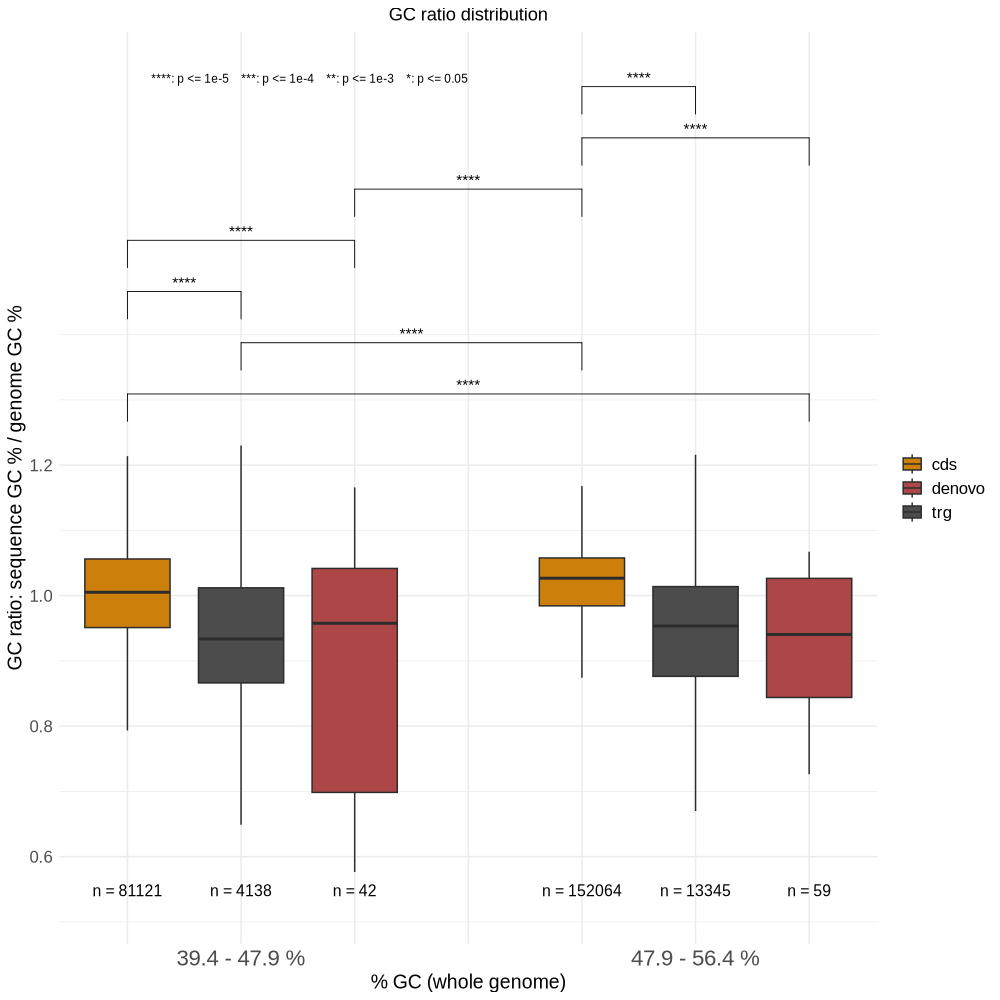 GC ratio distribution
****: p <= 1e-5 ***: p <= 1e-4 **: p <= 1e-3 *: p <= 0.05
****
****
****
****
****
****
****
GC ratio: sequence GC % / genome GC %
1.2
1.0
0.8
0.6
cds
denovo
trg
n = 81121 n = 4138 n = 42 n = 152064 n = 13345 n = 59
39.4 - 47.9 % 47.9 - 56.4 %
% GC (whole genome)